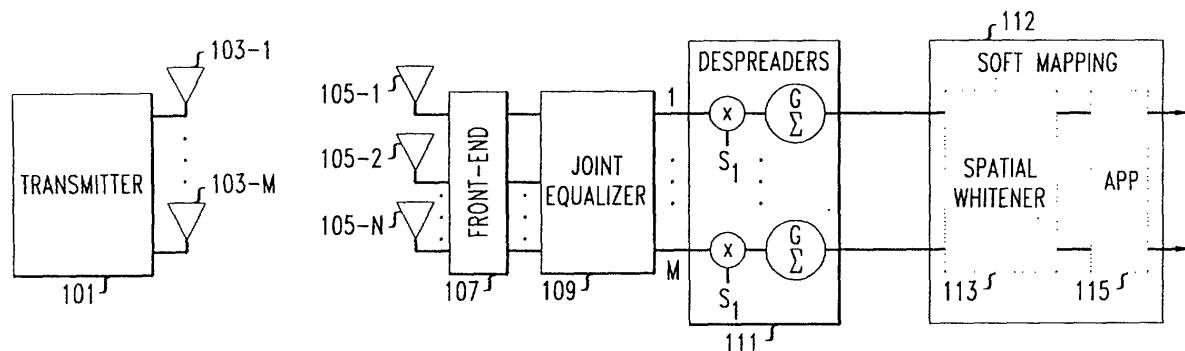 TRANSMITTER
101
103-1
103-M
105-1
105-2
105-N
FRONT-END
107
JOINT
EQUALIZER
109
1
M
DESPREADERS
X
S1
G
Σ
X
S1
G
Σ
111
112
SOFT MAPPING
SPATIAL
WHITENER
113
APP
115